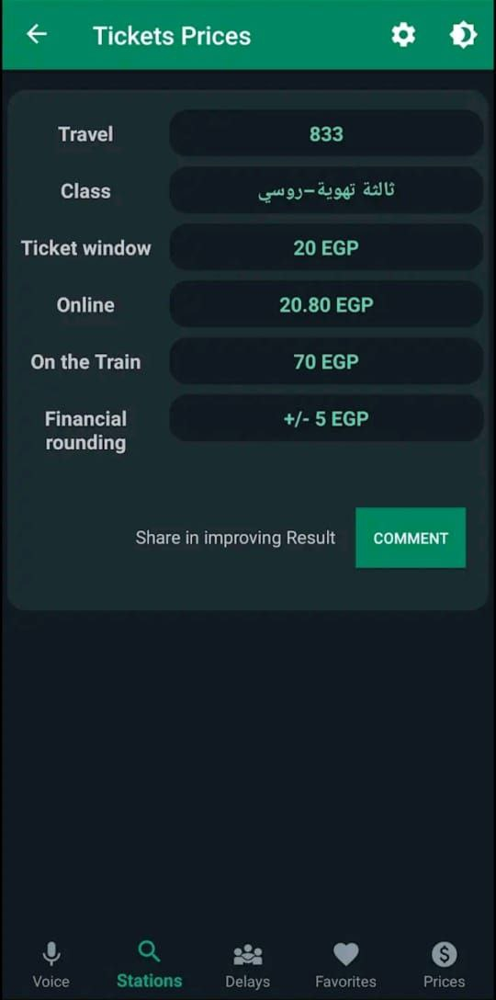 Tickets Prices
Travel
833
Class
ثالثة تهوية-روسي
Ticket window
20 EGP
Online
20.80 EGP
On the Train
70 EGP
Financial
rounding
+/- 5 EGP
Share in improving Result
COMMENT
Voice
Stations
Delays
Favorites
Prices